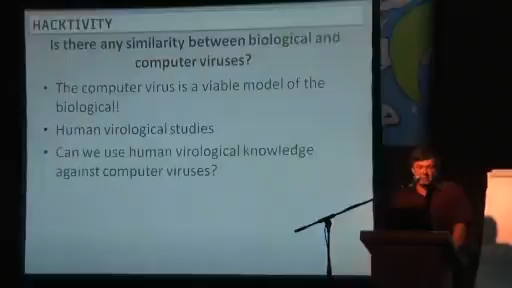 HACKTIVITY
Is there any similarity between biological and
computer viruses?
• The computer virus is a viable model of the
biological!
• Human virological studies
• Can we use human virological knowledge
against computer viruses?